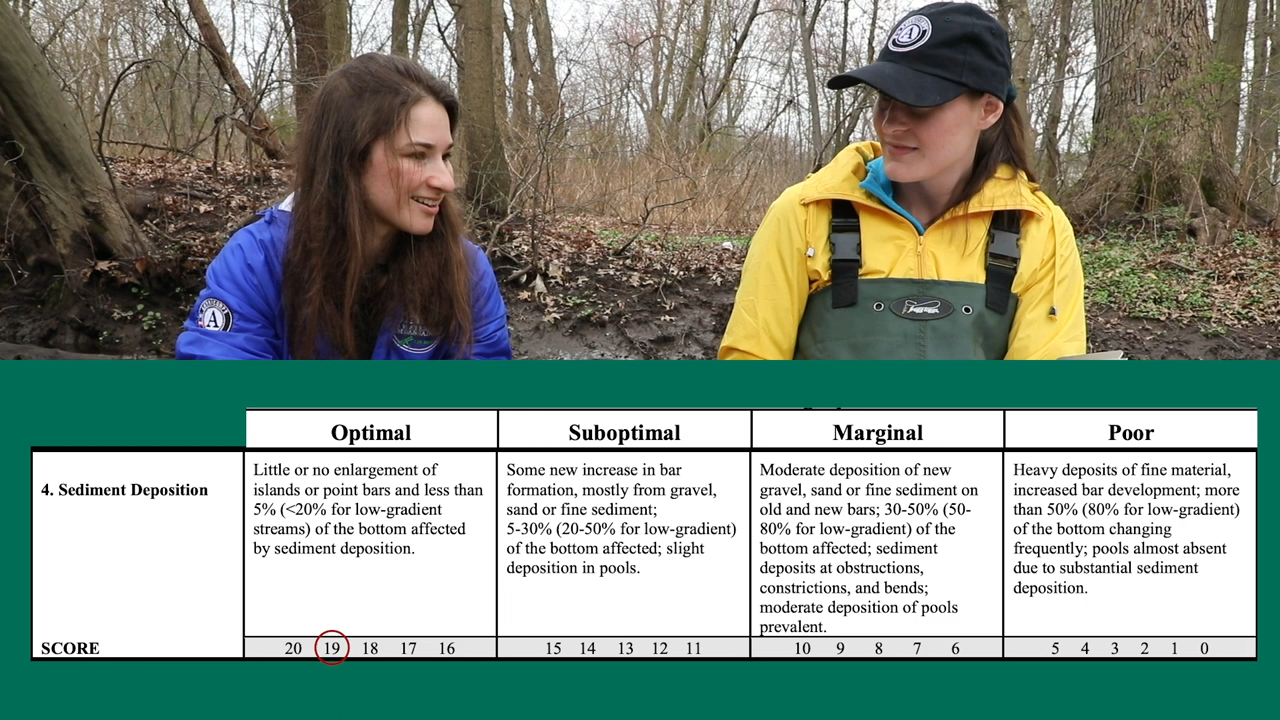 A
A
Optimal
Suboptimal
Marginal
Poor
4. Sediment Deposition
Little or no enlargement of
islands or point bars and less than
5% (<20% for low-gradient
streams) of the bottom affected
by sediment deposition.
Some new increase in bar
formation, mostly from gravel,
sand or fine sediment;
5-30% (20-50% for low-gradient)
of the bottom affected; slight
deposition in pools.
Moderate deposition of new
gravel, sand or fine sediment on
old and new bars; 30-50% (50-
80% for low-gradient) of the
bottom affected; sediment
deposits at obstructions,
constrictions, and bends;
moderate deposition of pools
prevalent.
Heavy deposits of fine material,
increased bar development; more
than 50% (80% for low-gradient)
of the bottom changing
frequently; pools almost absent
due to substantial sediment
deposition.
SCORE
20 19 18 17 16
15 14 13 12 11
10 9 8 7 6
5 4 3 2 1 0